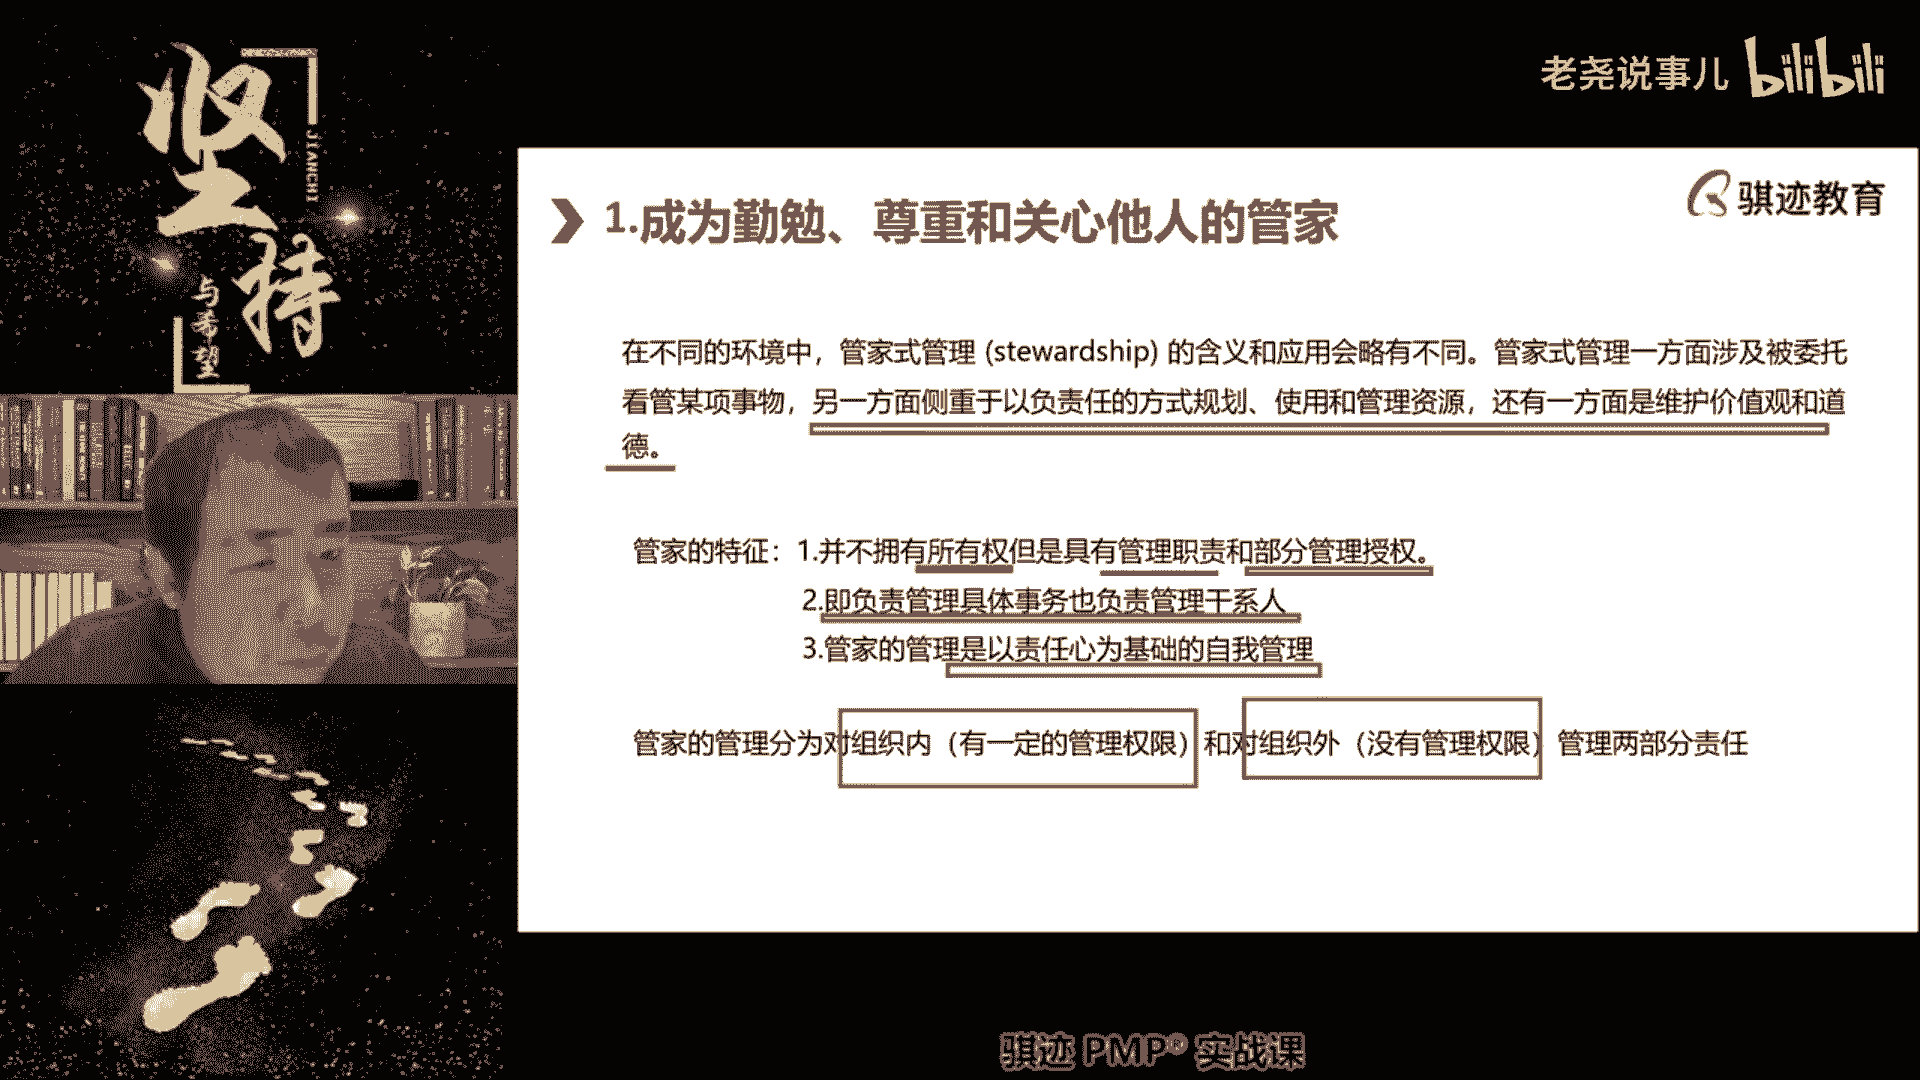 坚持
JIANCHI
与希望
老尧说事儿 bilibili
骐迹教育
1.成为勤勉、尊重和关心他人的管家
在不同的环境中，管家式管理 (stewardship) 的含义和应用会略有不同。管家式管理一方面涉及被委托
看管某项事物，另一方面侧重于以负责任的方式规划、使用和管理资源，还有一方面是维护价值观和道
德。
管家的特征：1.并不拥有所有权但是具有管理职责和部分管理授权。
2.即负责管理具体事务也负责管理干系人
3.管家的管理是以责任心为基础的自我管理
管家的管理分为对组织内（有一定的管理权限）和对组织外（没有管理权限）管理两部分责任
骐迹 PMP® 实战课